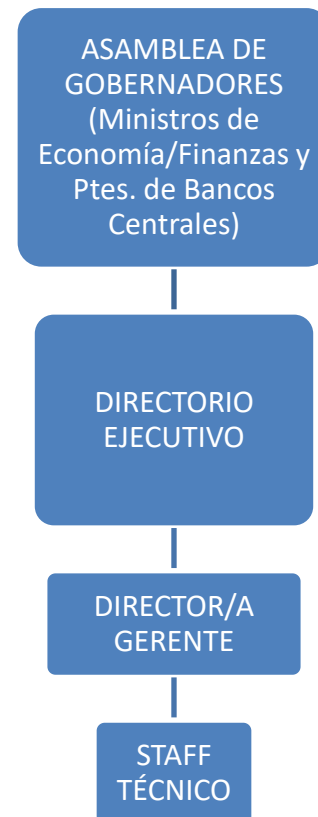 ASAMBLEA DE
GOBERNADORES
(Ministros de
Economía/Finanzas y
Ptes. de Bancos
Centrales)
DIRECTORIO
EJECUTIVO
DIRECTOR/A
GERENTE
STAFF
TÉCNICO